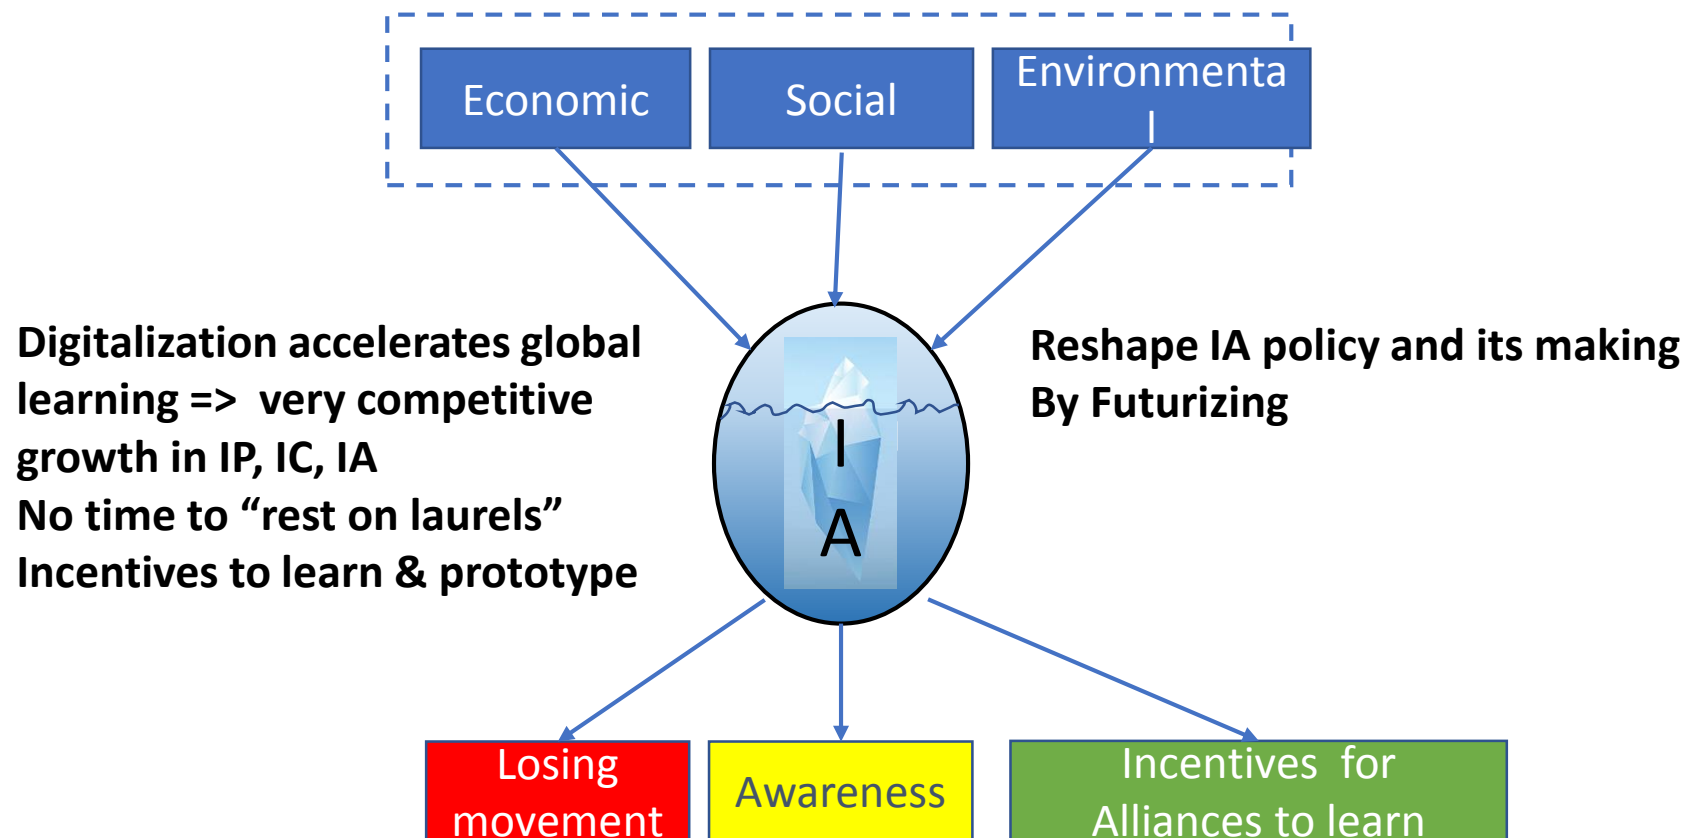 Economic
Social
Environmenta
l
Digitalization accelerates global
learning => very competitive
growth in IP, IC, IA
No time to “rest on laurels”
Incentives to learn & prototype
I
A
Reshape IA policy and its making
By Futurizing
Losing
movement
Awareness
Incentives for
Alliances to learn